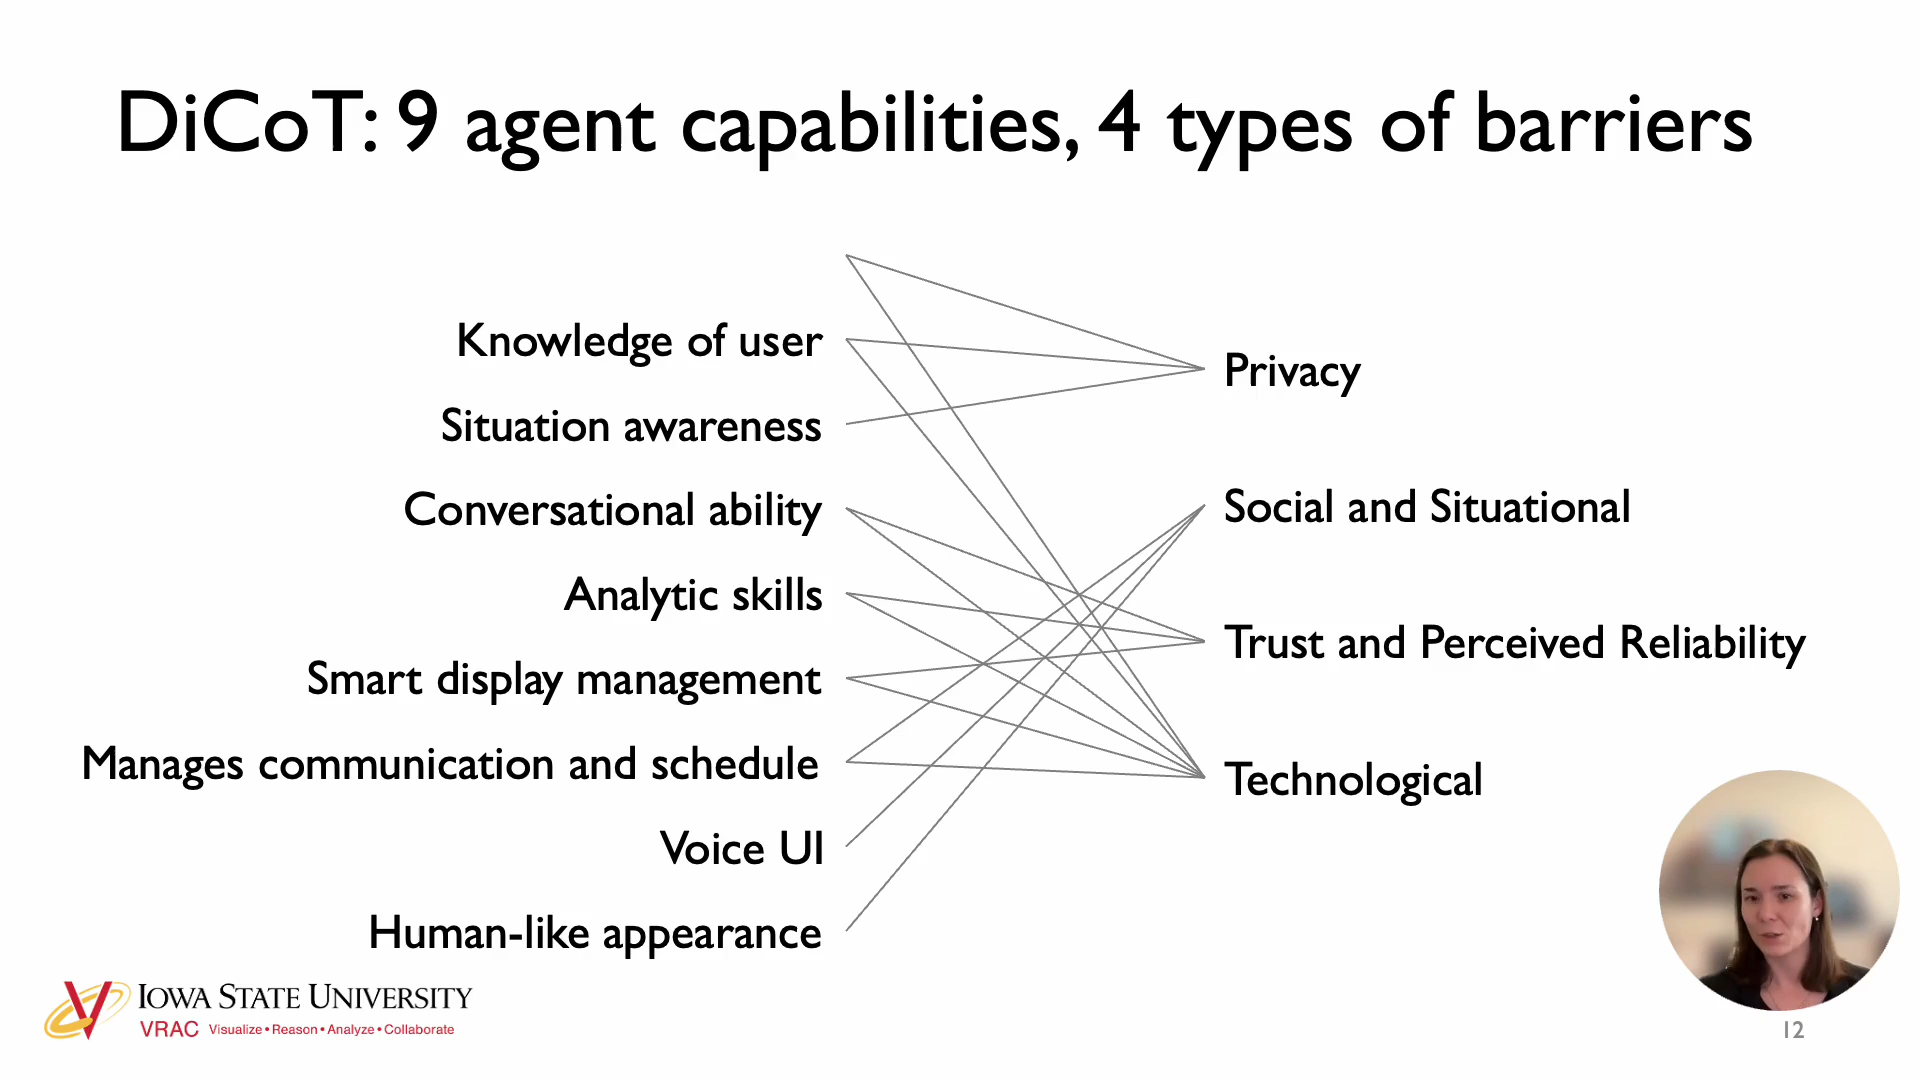 DiCoT: 9 agent capabilities, 4 types of barriers
Knowledge of user
Situation awareness
Conversational ability
Analytic skills
Smart display management
Manages communication and schedule
Voice UI
Human-like appearance
Privacy
Social and Situational
Trust and Perceived Reliability
Technological
IOWA STATE UNIVERSITY
VRAC Visualize • Reason • Analyze • Collaborate
12